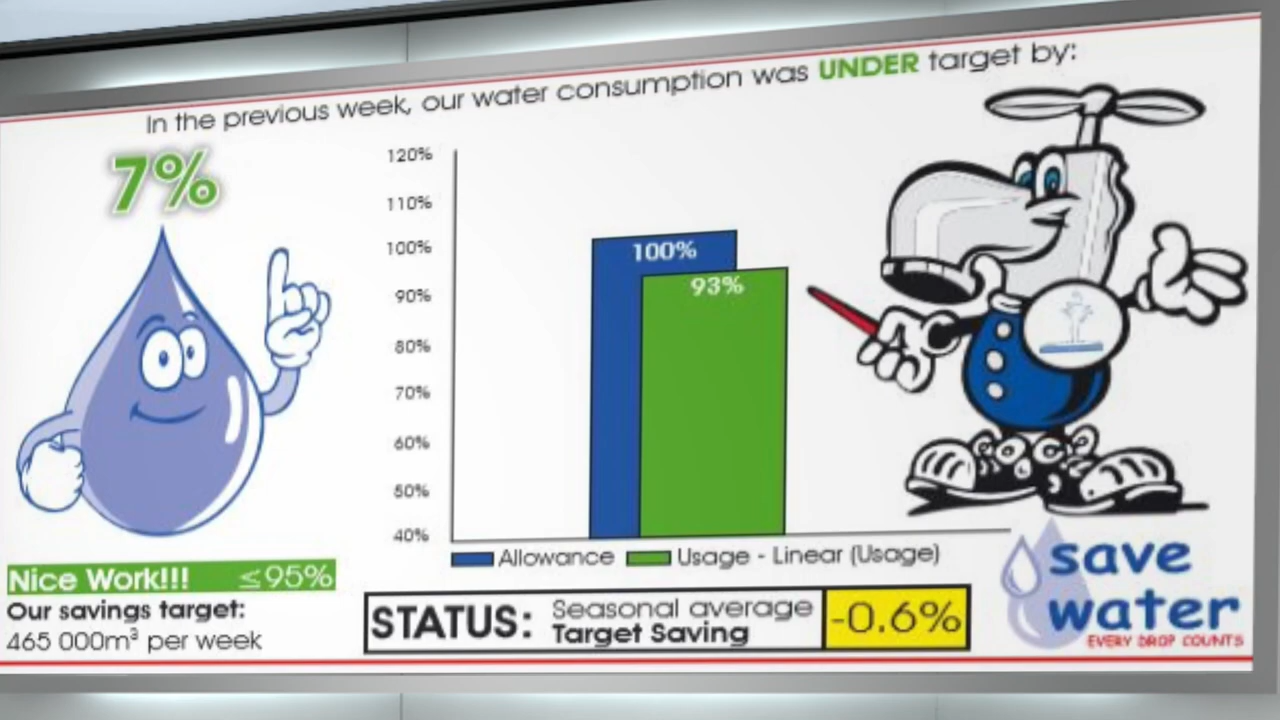 In the previous week, our water consumption was UNDER target by:
7%
120%
110%
100%
90%
80%
70%
60%
50%
40%
100%
93%
Allowance Usage - Linear (Usage)
Nice Work!!! ≤95%
Our savings target:
465 000m³ per week
STATUS: Seasonal average Target Saving -0.6%
save
water
EVERY DROP COUNTS